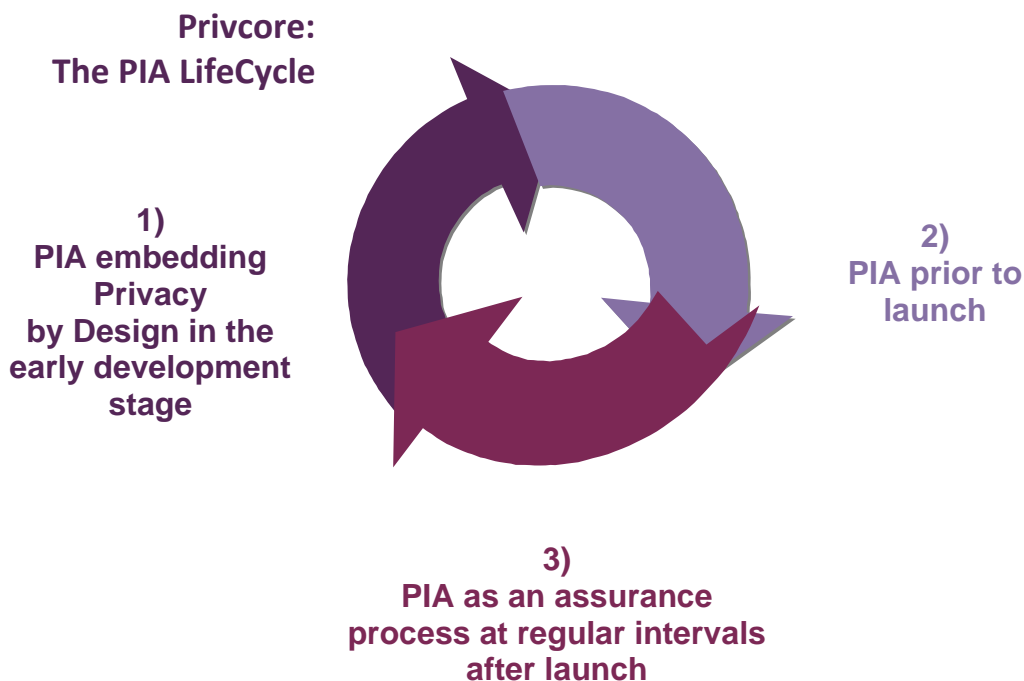 Privcore:
The PIA LifeCycle
1)
PIA embedding
Privacy
by Design in the
early development
stage
2)
PIA prior to
launch
3)
PIA as an assurance
process at regular intervals
after launch